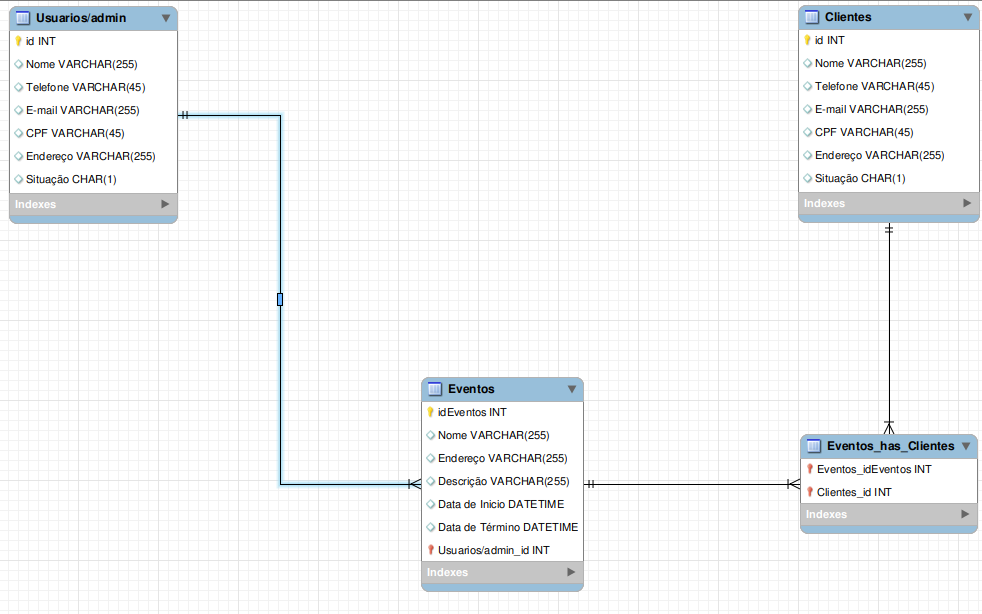 Usuarios/admin
id INT
Nome VARCHAR(255)
Telefone VARCHAR(45)
E-mail VARCHAR(255)
CPF VARCHAR(45)
Endereço VARCHAR(255)
Situação CHAR(1)
Indexes
Clientes
id INT
Nome VARCHAR(255)
Telefone VARCHAR(45)
E-mail VARCHAR(255)
CPF VARCHAR(45)
Endereço VARCHAR(255)
Situação CHAR(1)
Indexes
Eventos
idEventos INT
Nome VARCHAR(255)
Endereço VARCHAR(255)
Descrição VARCHAR(255)
Data de Inicio DATETIME
Data de Término DATETIME
Usuarios/admin_id INT
Indexes
Eventos_has_Clientes
Eventos_idEventos INT
Clientes_id INT
Indexes